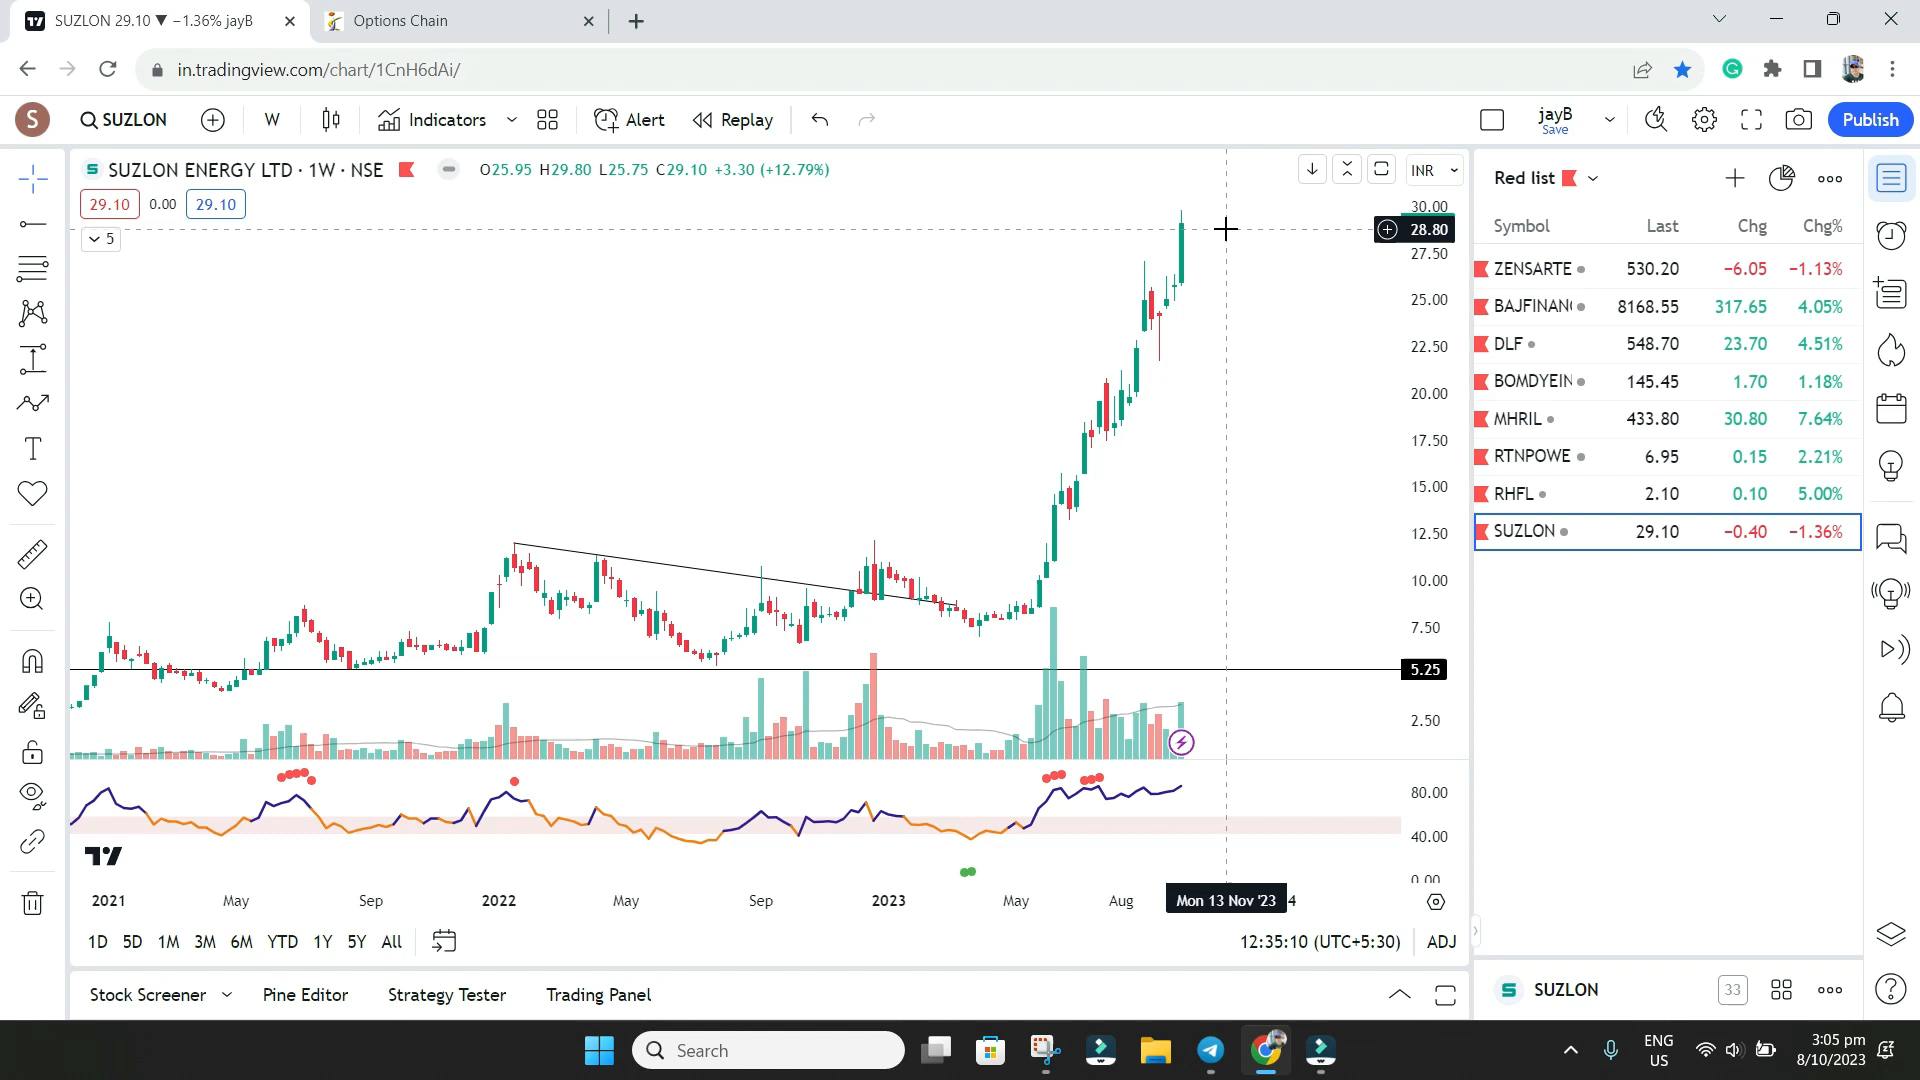 SUZLON 29.10 ▼ −1.36% jayB
Options Chain
in.tradingview.com/chart/1CnH6dAi/
S
SUZLON
W
Indicators
Alert
Replay
jayB
Save
Publish
SUZLON ENERGY LTD · 1W · NSE
O25.95 H29.80 L25.75 C29.10 +3.30 (+12.79%)
INR
29.10 0.00 29.10
5
30.00
28.80
27.50
25.00
22.50
20.00
17.50
15.00
12.50
10.00
7.50
5.25
2.50
80.00
40.00
0.00
2021 May Sep 2022 May Sep 2023 May Aug Mon 13 Nov '23 4
1D 5D 1M 3M 6M YTD 1Y 5Y All
12:35:10 (UTC+5:30) ADJ
Stock Screener Pine Editor Strategy Tester Trading Panel
Red list
Symbol Last Chg Chg%
ZENSARTE 530.20 −6.05 −1.13%
BAJFINAN 8168.55 317.65 4.05%
DLF 548.70 23.70 4.51%
BOMDYEIN 145.45 1.70 1.18%
MHRIL 433.80 30.80 7.64%
RTNPOWE 6.95 0.15 2.21%
RHFL 2.10 0.10 5.00%
SUZLON 29.10 −0.40 −1.36%
S SUZLON 33
Search
ENG
US
3:05 pm
8/10/2023